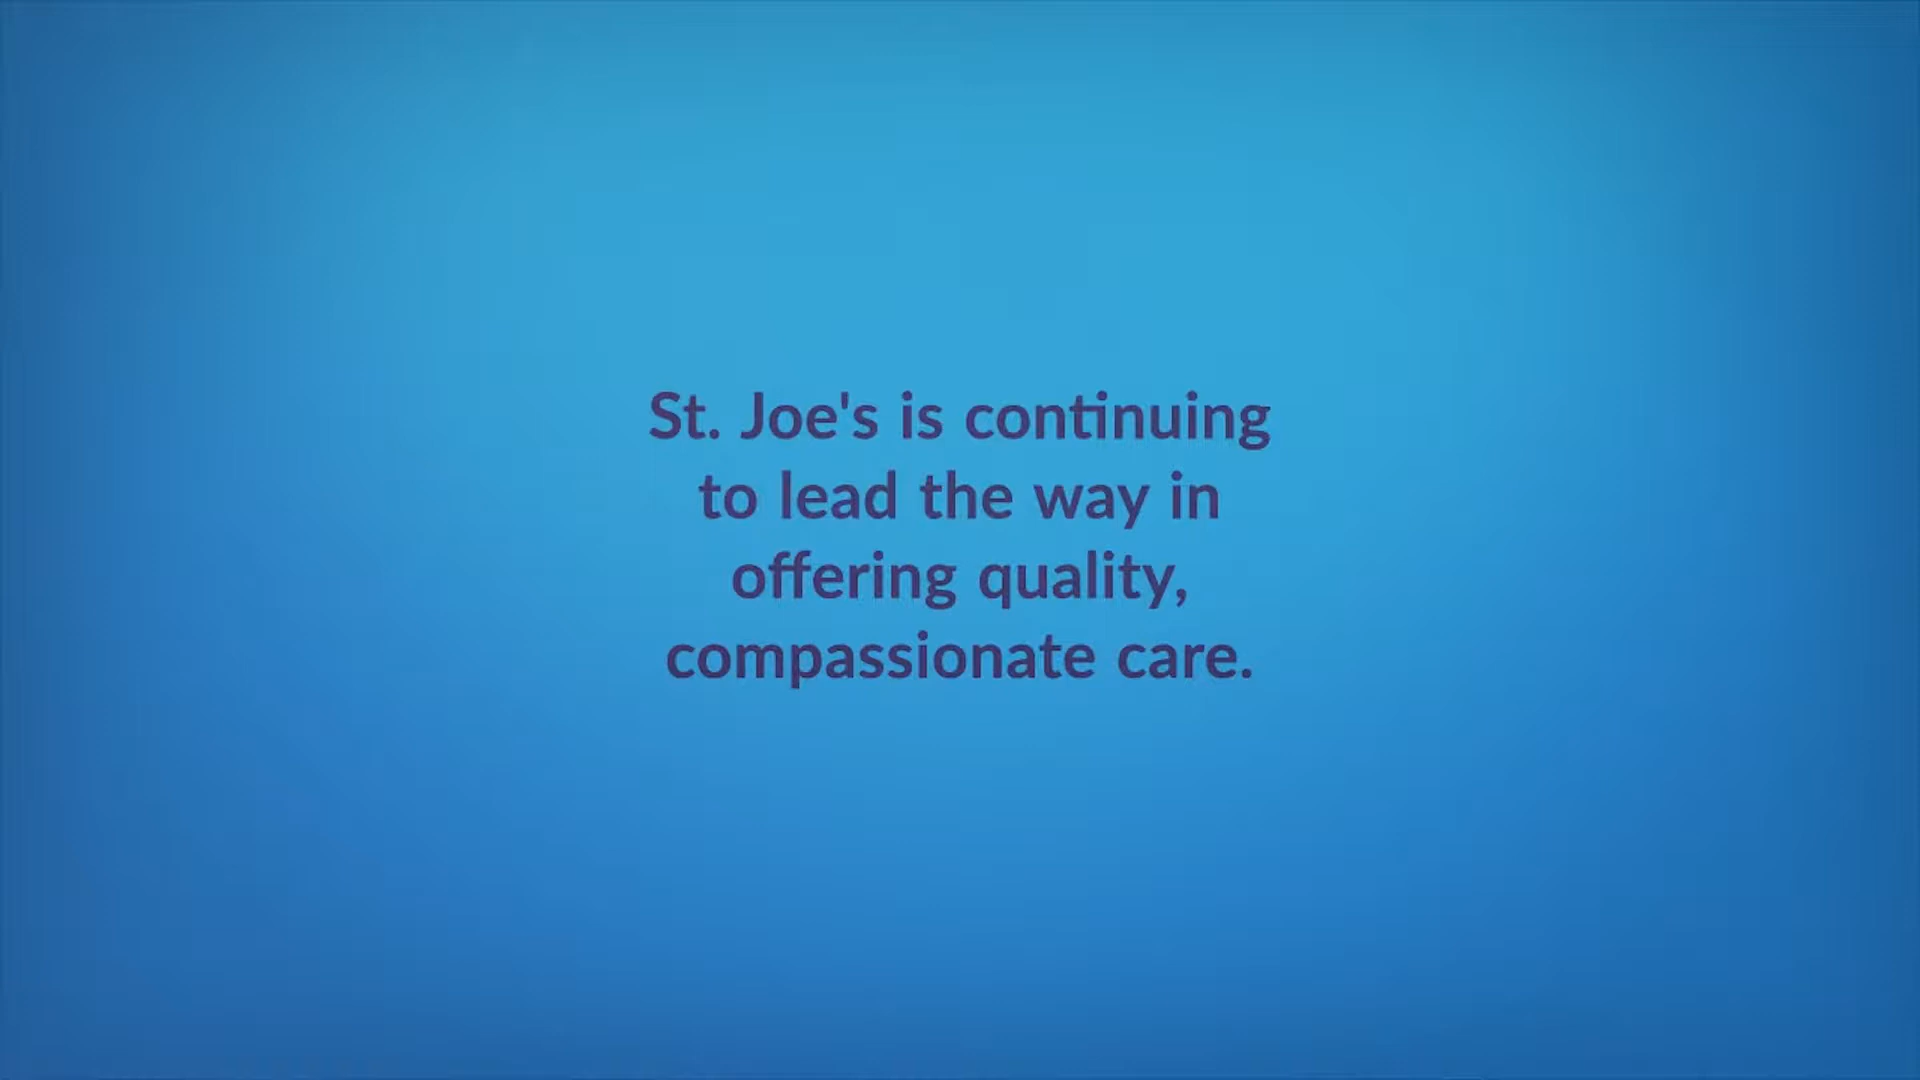 St. Joe's is continuing
to lead the way in
offering quality,
compassionate care.